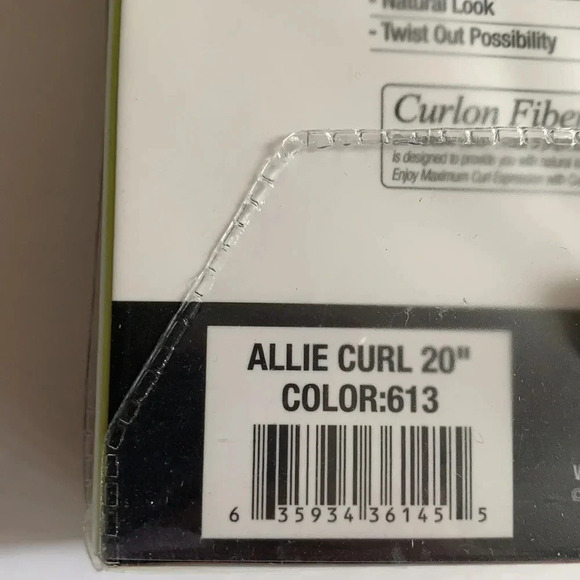 - Natural Look
- Twist Out Possibility
Curlon Fiber
is designed to provide you with natural
Enjoy Maximum Curl Expression with
ALLIE CURL 20"
COLOR:613
6 35934 36145 5